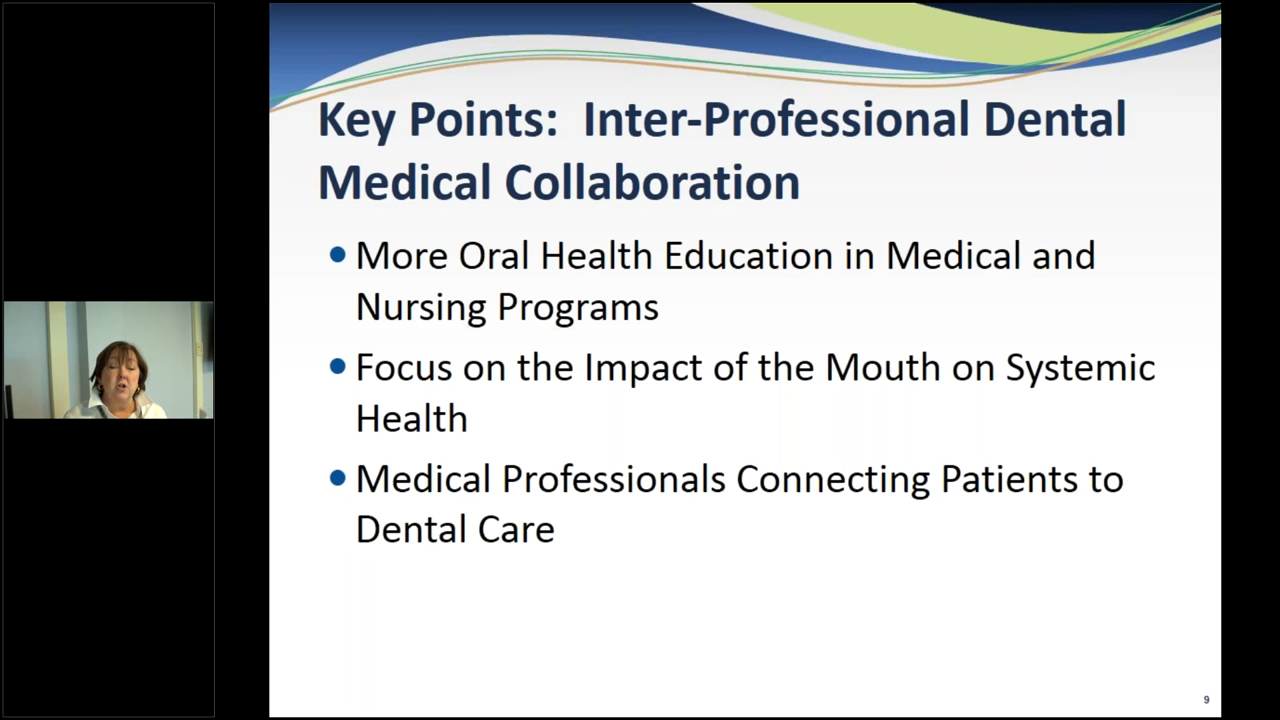 Key Points:  Inter-Professional Dental
Medical Collaboration
• More Oral Health Education in Medical and
Nursing Programs
• Focus on the Impact of the Mouth on Systemic
Health
• Medical Professionals Connecting Patients to
Dental Care
9